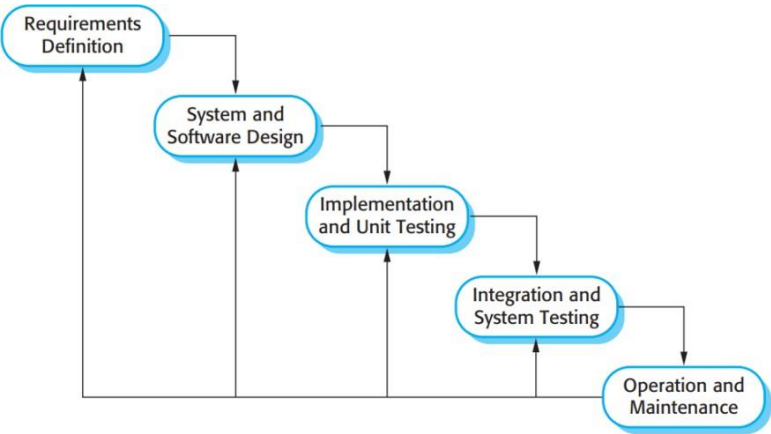 Requirements
Definition
System and
Software Design
Implementation
and Unit Testing
Integration and
System Testing
Operation and
Maintenance